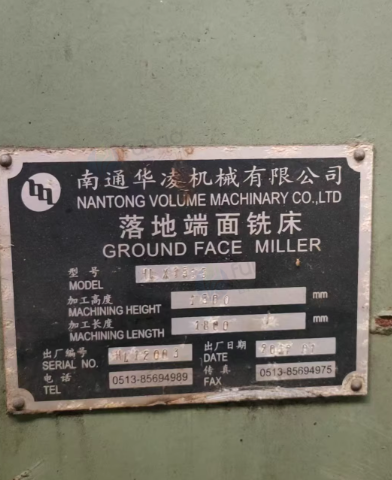 南通华凌机械有限公司
NANTONG VOLUME MACHINERY CO.,LTD
落地端面铣床
GROUND FACE MILLER
型号
MODEL
加工高度
MACHINING HEIGHT mm
加工长度
MACHINING LENGTH mm
出厂编号 出厂日期
SERIAL NO. DATE
电话 0513-85694989 传真 0513-85694975
TEL FAX